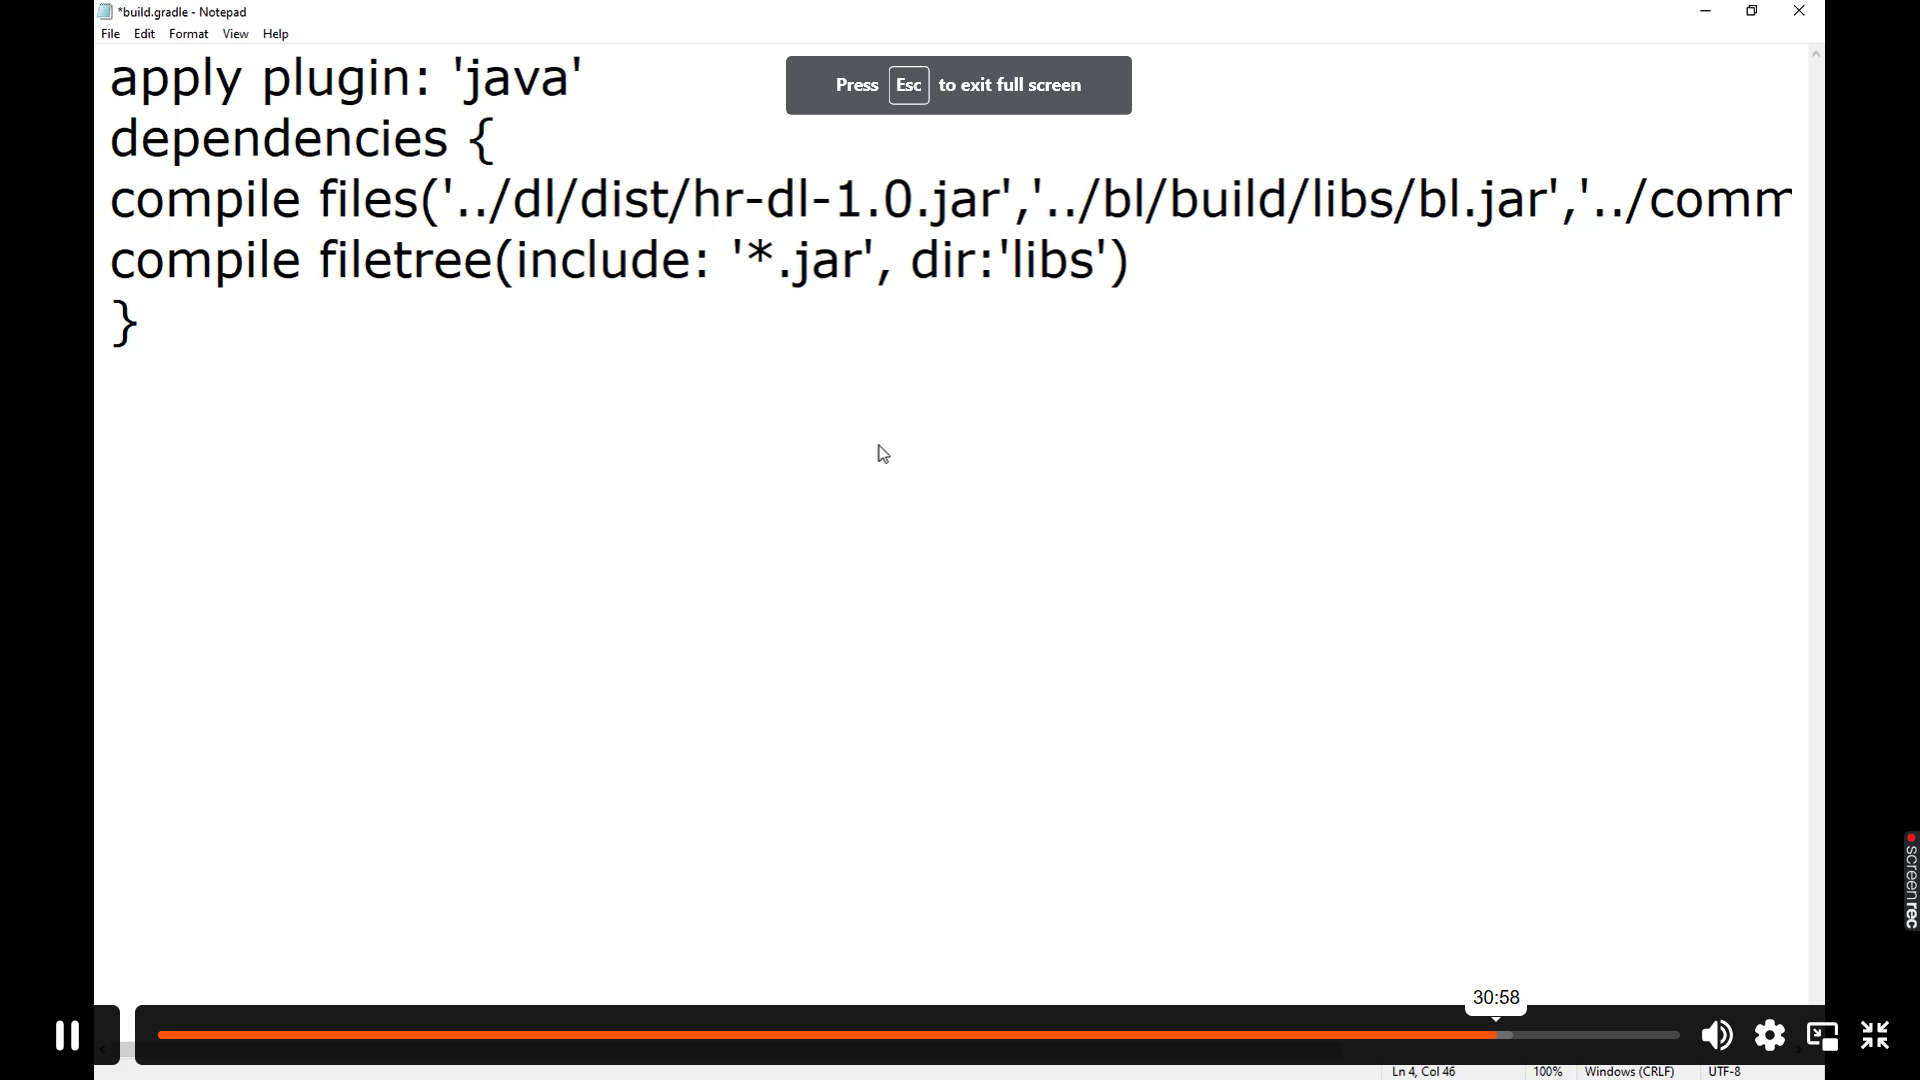 *build.gradle - Notepad
File Edit Format View Help
apply plugin: 'java'
dependencies {
compile files('../dl/dist/hr-dl-1.0.jar','../bl/build/libs/bl.jar','../comm
compile filetree(include: '*.jar', dir:'libs')
}
Press Esc to exit full screen
screenrec
30:58
Ln 4, Col 46 100% Windows (CRLF) UTF-8